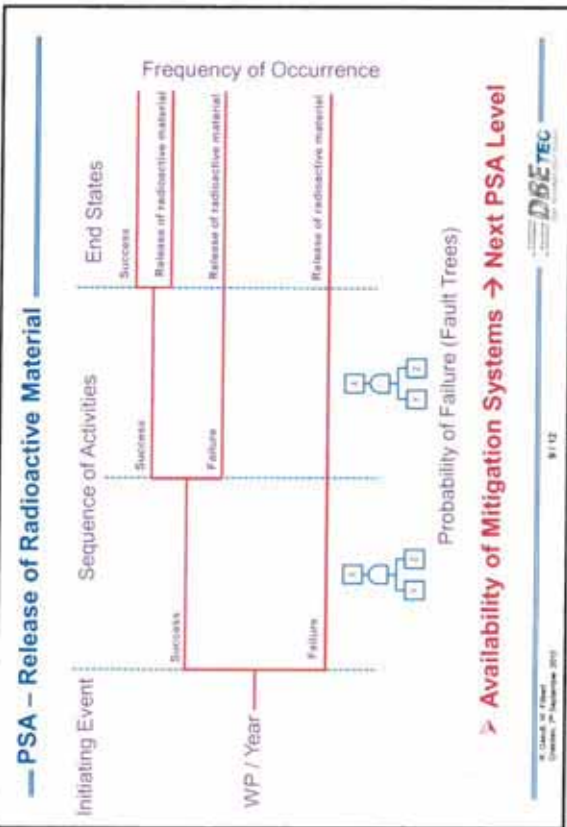 PSA – Release of Radioactive Material
Initiating Event
Sequence of Activities
End States
Frequency of Occurrence
WP / Year
Success
Failure
Success
Failure
Success
Release of radioactive material
Release of radioactive material
Release of radioactive material
Probability of Failure (Fault Trees)
➢ Availability of Mitigation Systems → Next PSA Level
September 2012
9 / 12
DBE TEC